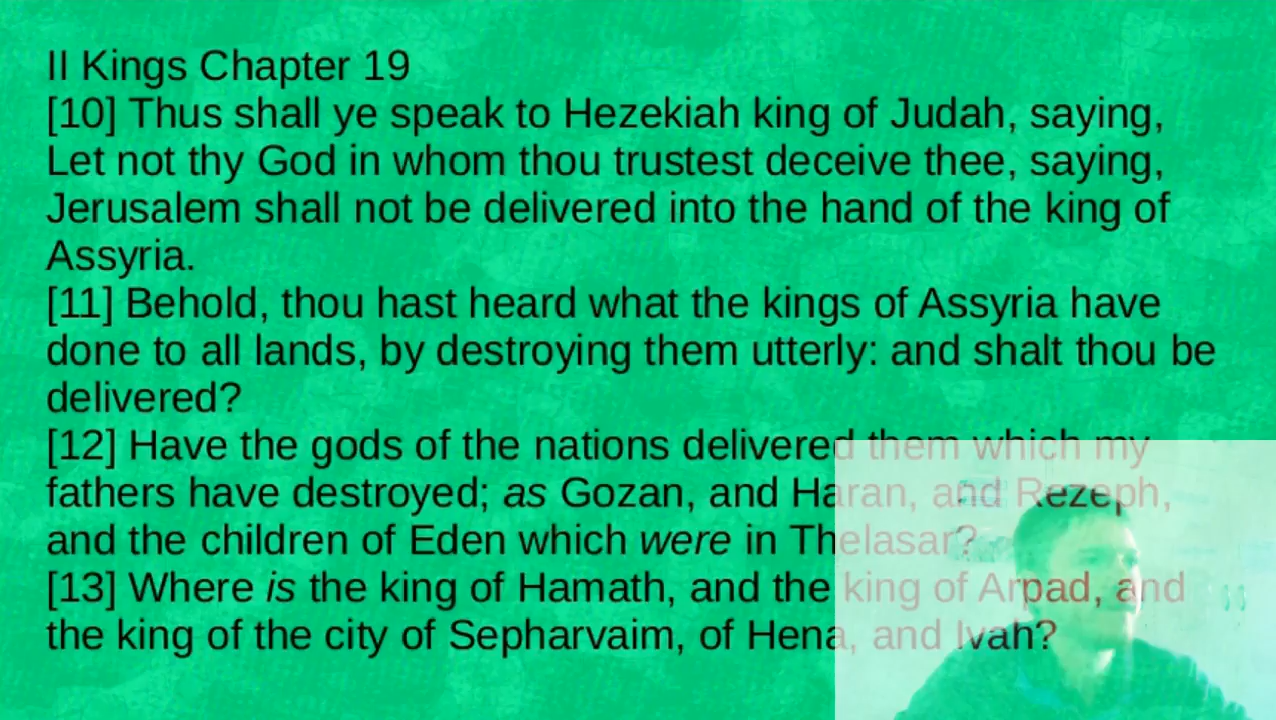 II Kings Chapter 19
[10] Thus shall ye speak to Hezekiah king of Judah, saying,
Let not thy God in whom thou trustest deceive thee, saying,
Jerusalem shall not be delivered into the hand of the king of
Assyria.
[11] Behold, thou hast heard what the kings of Assyria have
done to all lands, by destroying them utterly: and shalt thou be
delivered?
[12] Have the gods of the nations delivered them which my
fathers have destroyed; as Gozan, and Haran, and Rezeph,
and the children of Eden which were in Thelasar?
[13] Where is the king of Hamath, and the king of Arpad, and
the king of the city of Sepharvaim, of Hena, and Ivah?